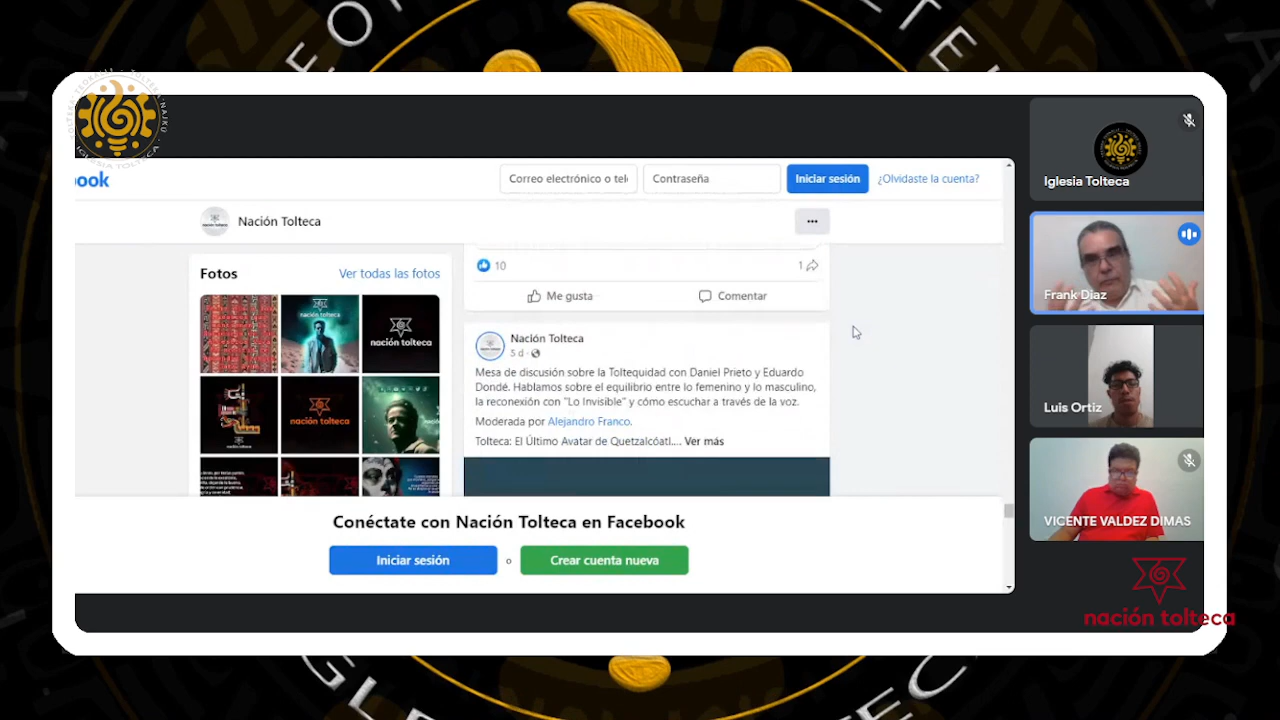 ook
Correo electrónico o tel
Contraseña
Iniciar sesión
¿Olvidaste la cuenta?
Nación Tolteca
Fotos
Ver todas las fotos
nación tolteca
nación tolteca
nación tolteca
10
1
Me gusta
Comentar
Nación Tolteca
5 d
Mesa de discusión sobre la Toltequidad con Daniel Prieto y Eduardo
Dondé. Hablamos sobre el equilibrio entre lo femenino y lo masculino,
la reconexión con "Lo Invisible" y cómo escuchar a través de la voz.
Moderada por Alejandro Franco.
Tolteca: El Último Avatar de Quetzalcóatl.... Ver más
Conéctate con Nación Tolteca en Facebook
Iniciar sesión
o
Crear cuenta nueva
Iglesia Tolteca
Frank Díaz
Luis Ortiz
VICENTE VALDEZ DIMAS
nación tolteca
IGLESIA TOLTECA